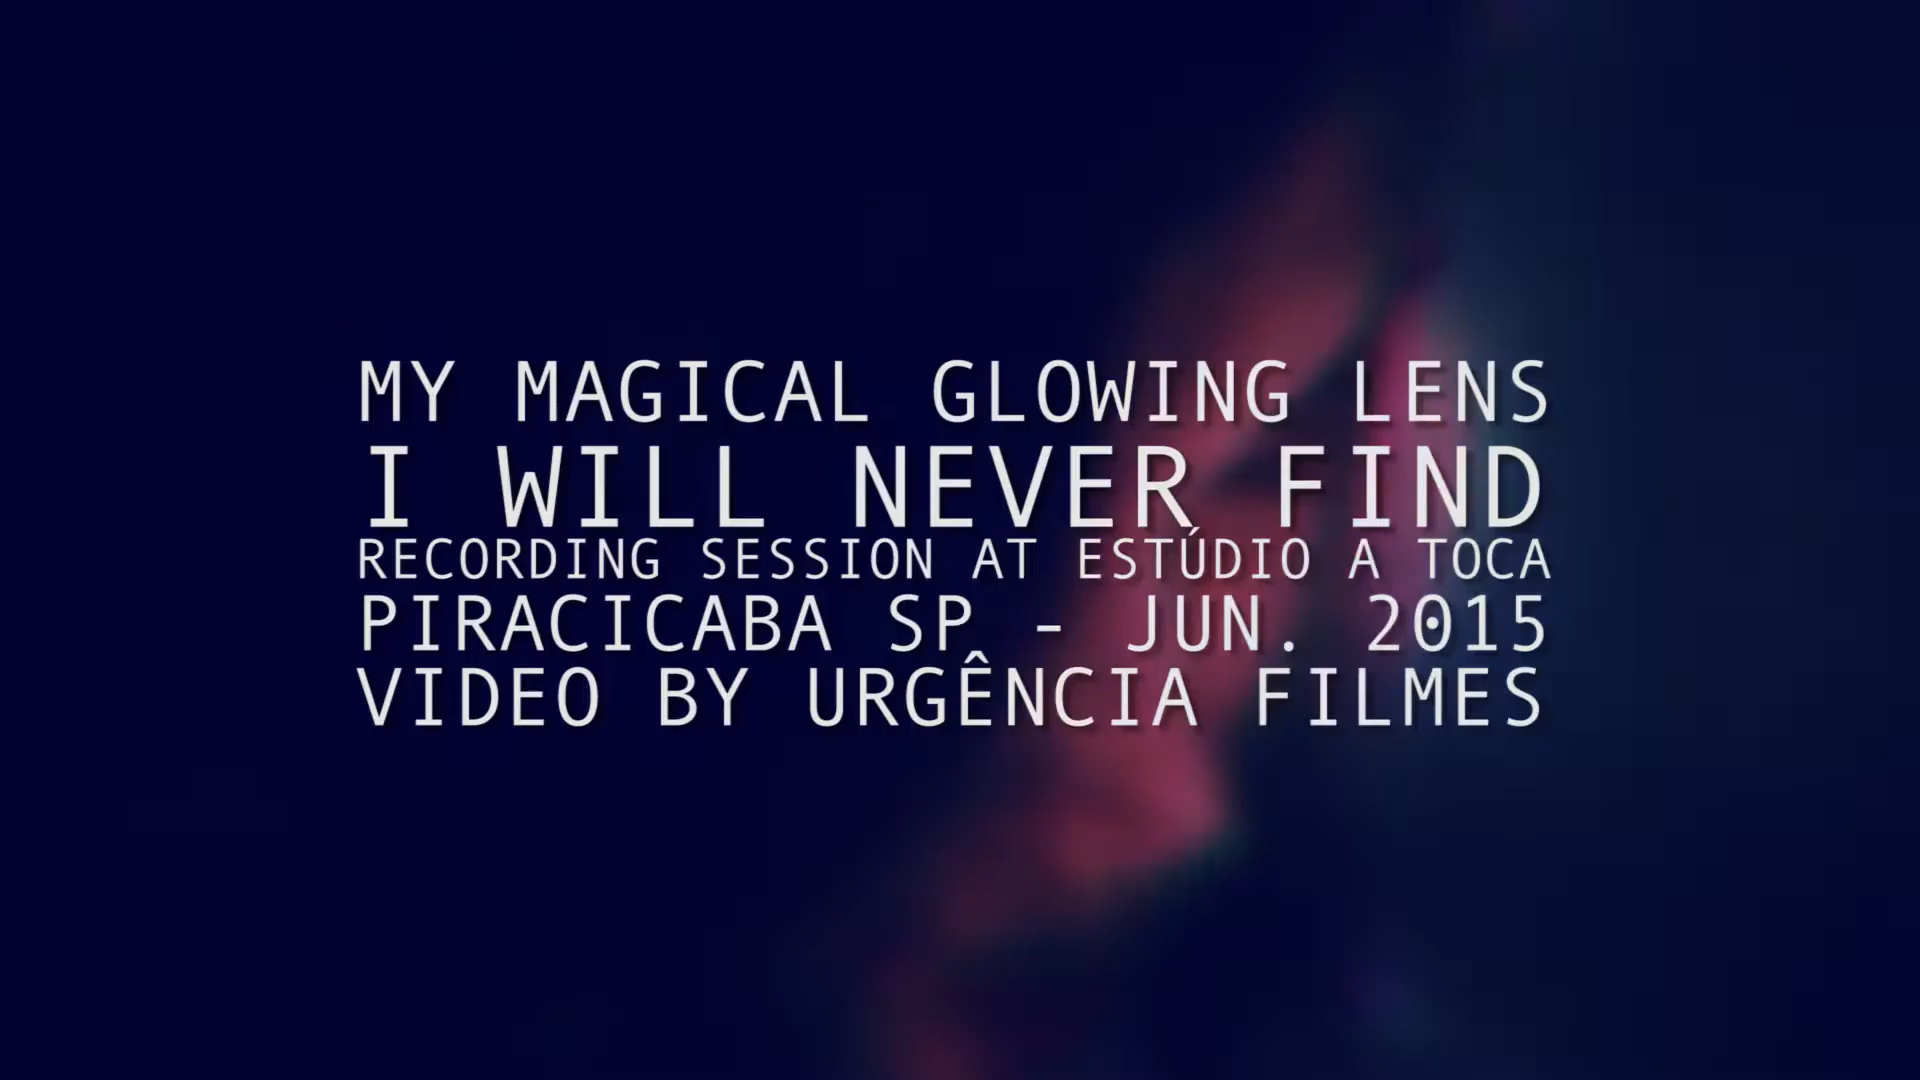 MY MAGICAL GLOWING LENS
I WILL NEVER FIND
RECORDING SESSION AT ESTÚDIO A TOCA
PIRACICABA SP - JUN. 2015
VIDEO BY URGÊNCIA FILMES